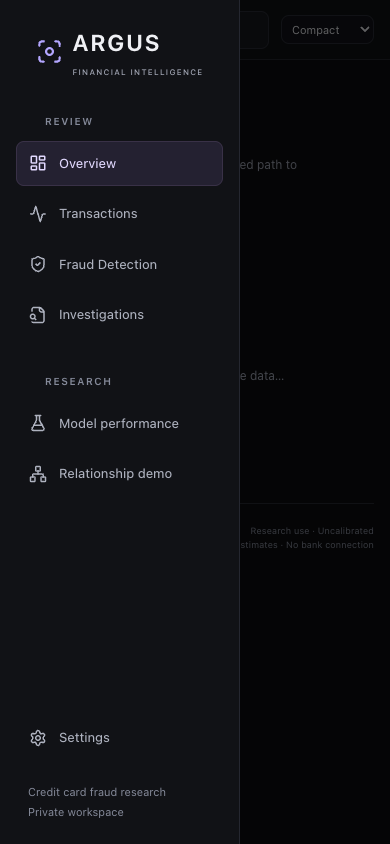 ARGUS
FINANCIAL INTELLIGENCE
Compact
REVIEW
Overview
ed path to
Transactions
Fraud Detection
Investigations
e data...
RESEARCH
Model performance
Relationship demo
Research use · Uncalibrated
stimates · No bank connection
Settings
Credit card fraud research
Private workspace